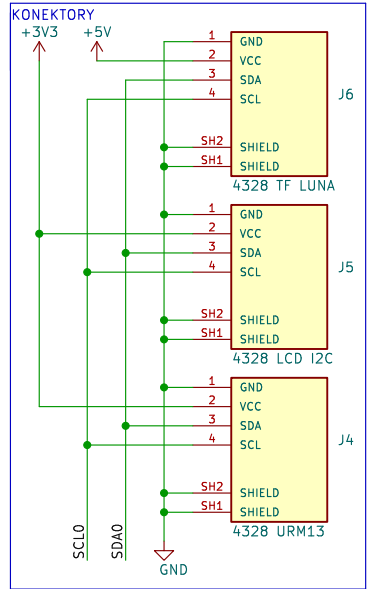 KONEKTORY
+3V3 +5V
1 GND
2 VCC
3 SDA
4 SCL
J6
SH2 SHIELD
SH1 SHIELD
4328 TF LUNA
1 GND
2 VCC
3 SDA
4 SCL
J5
SH2 SHIELD
SH1 SHIELD
4328 LCD I2C
1 GND
2 VCC
3 SDA
4 SCL
J4
SH2 SHIELD
SH1 SHIELD
4328 URM13
SCL0
SDA0
GND